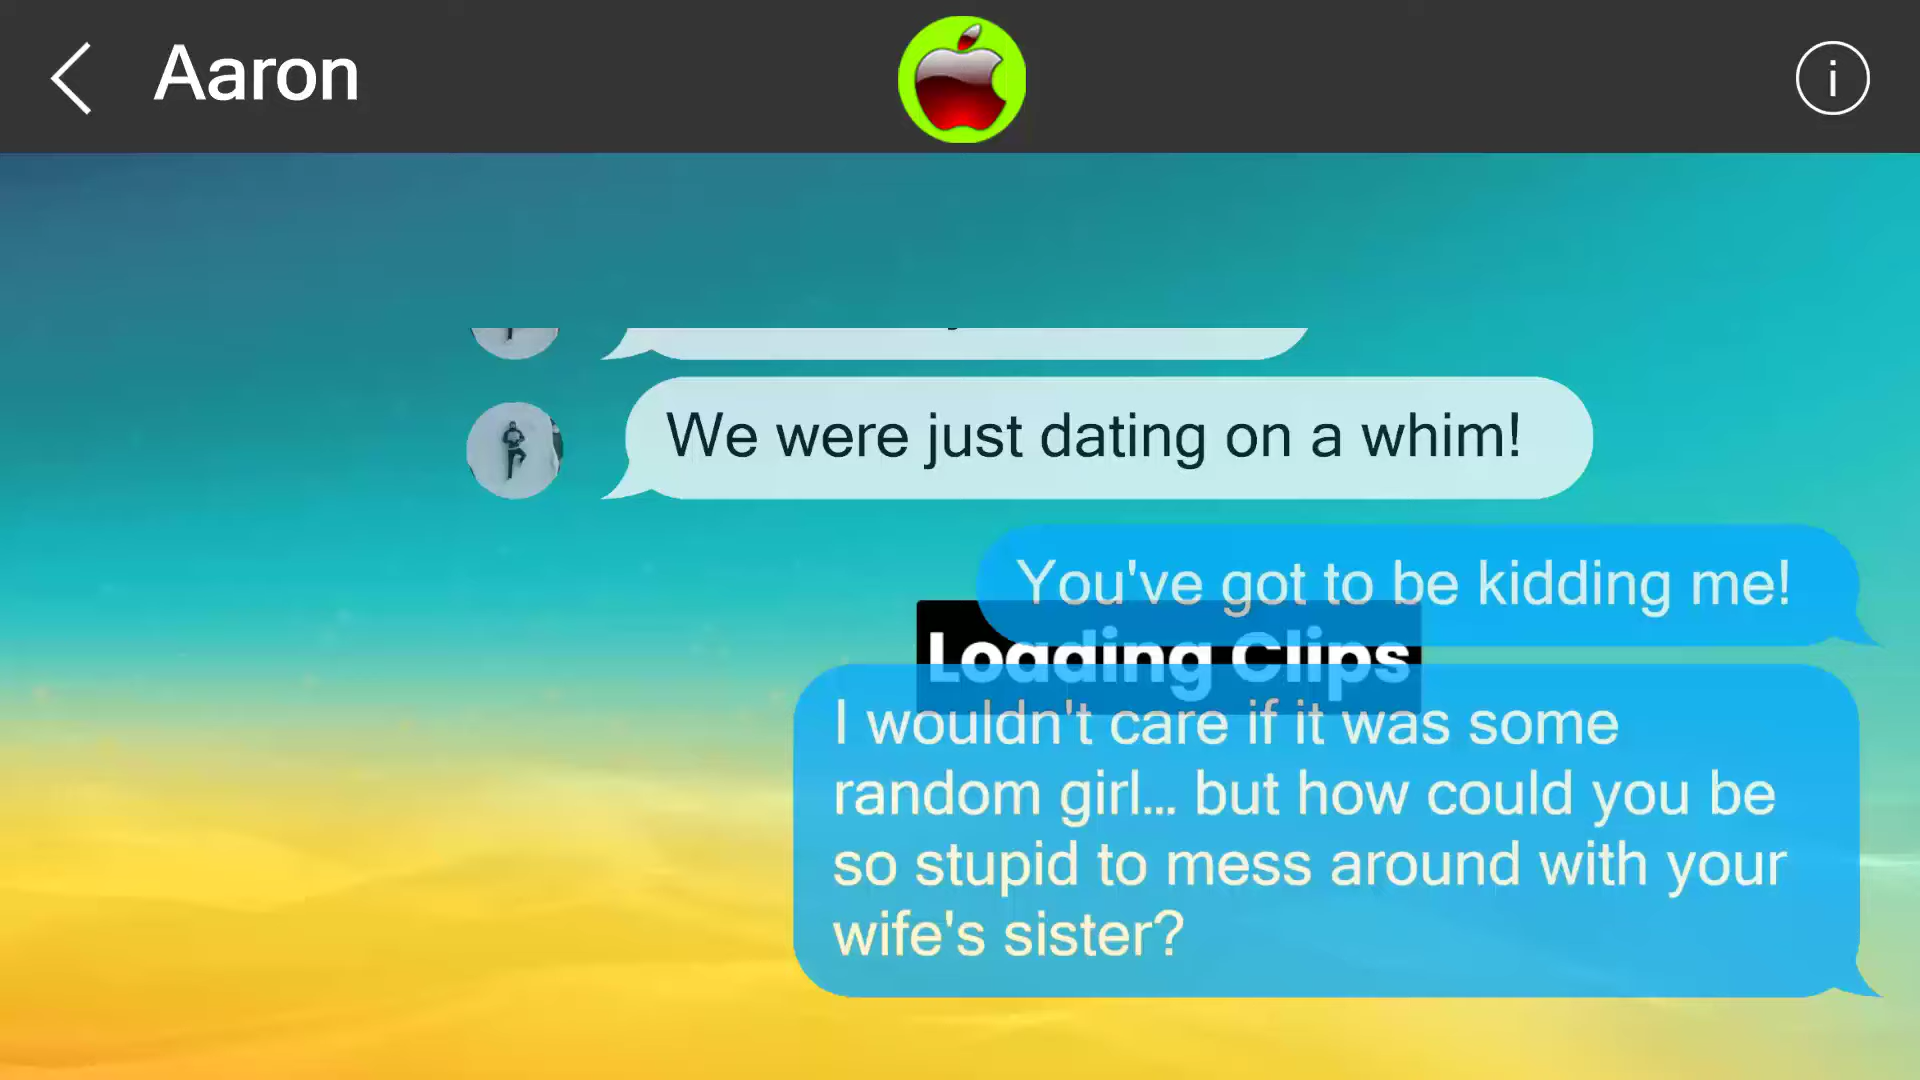 Aaron
We were just dating on a whim!
You've got to be kidding me!
Loading Clips
I wouldn't care if it was some
random girl... but how could you be
so stupid to mess around with your
wife's sister?